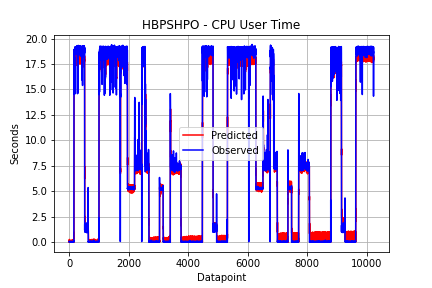 HBPSHPO - CPU User Time
20.0
17.5
15.0
12.5
10.0
7.5
5.0
2.5
0.0
Seconds
Predicted
Observed
0 2000 4000 6000 8000 10000
Datapoint